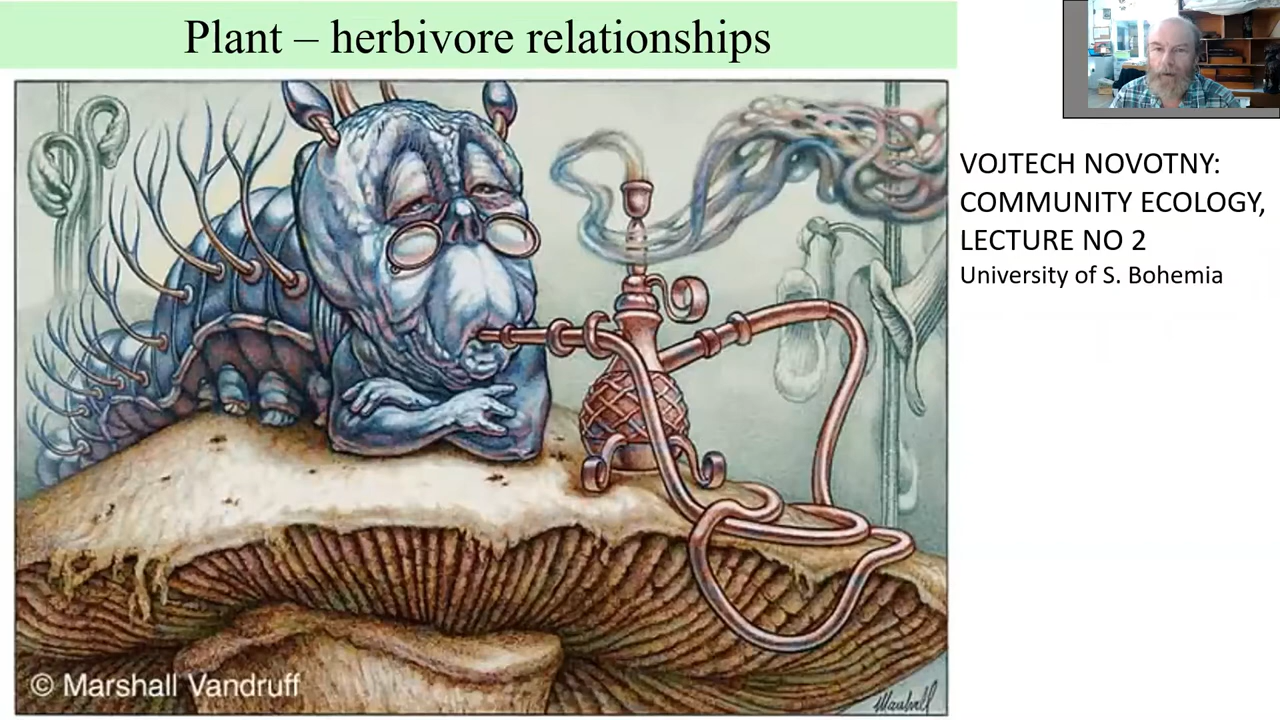 Plant – herbivore relationships
VOJTECH NOVOTNY:
COMMUNITY ECOLOGY,
LECTURE NO 2
University of S. Bohemia
© Marshall Vandruff